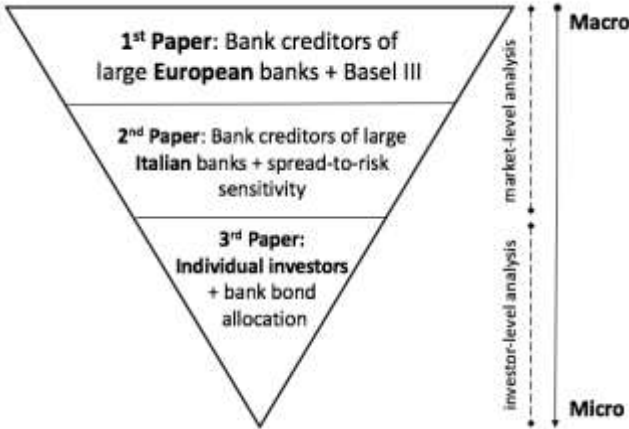 1st Paper: Bank creditors of
large European banks + Basel III
2nd Paper: Bank creditors of large
Italian banks + spread-to-risk
sensitivity
3rd Paper:
Individual investors
+ bank bond
allocation
market-level analysis
investor-level analysis
Macro
Micro